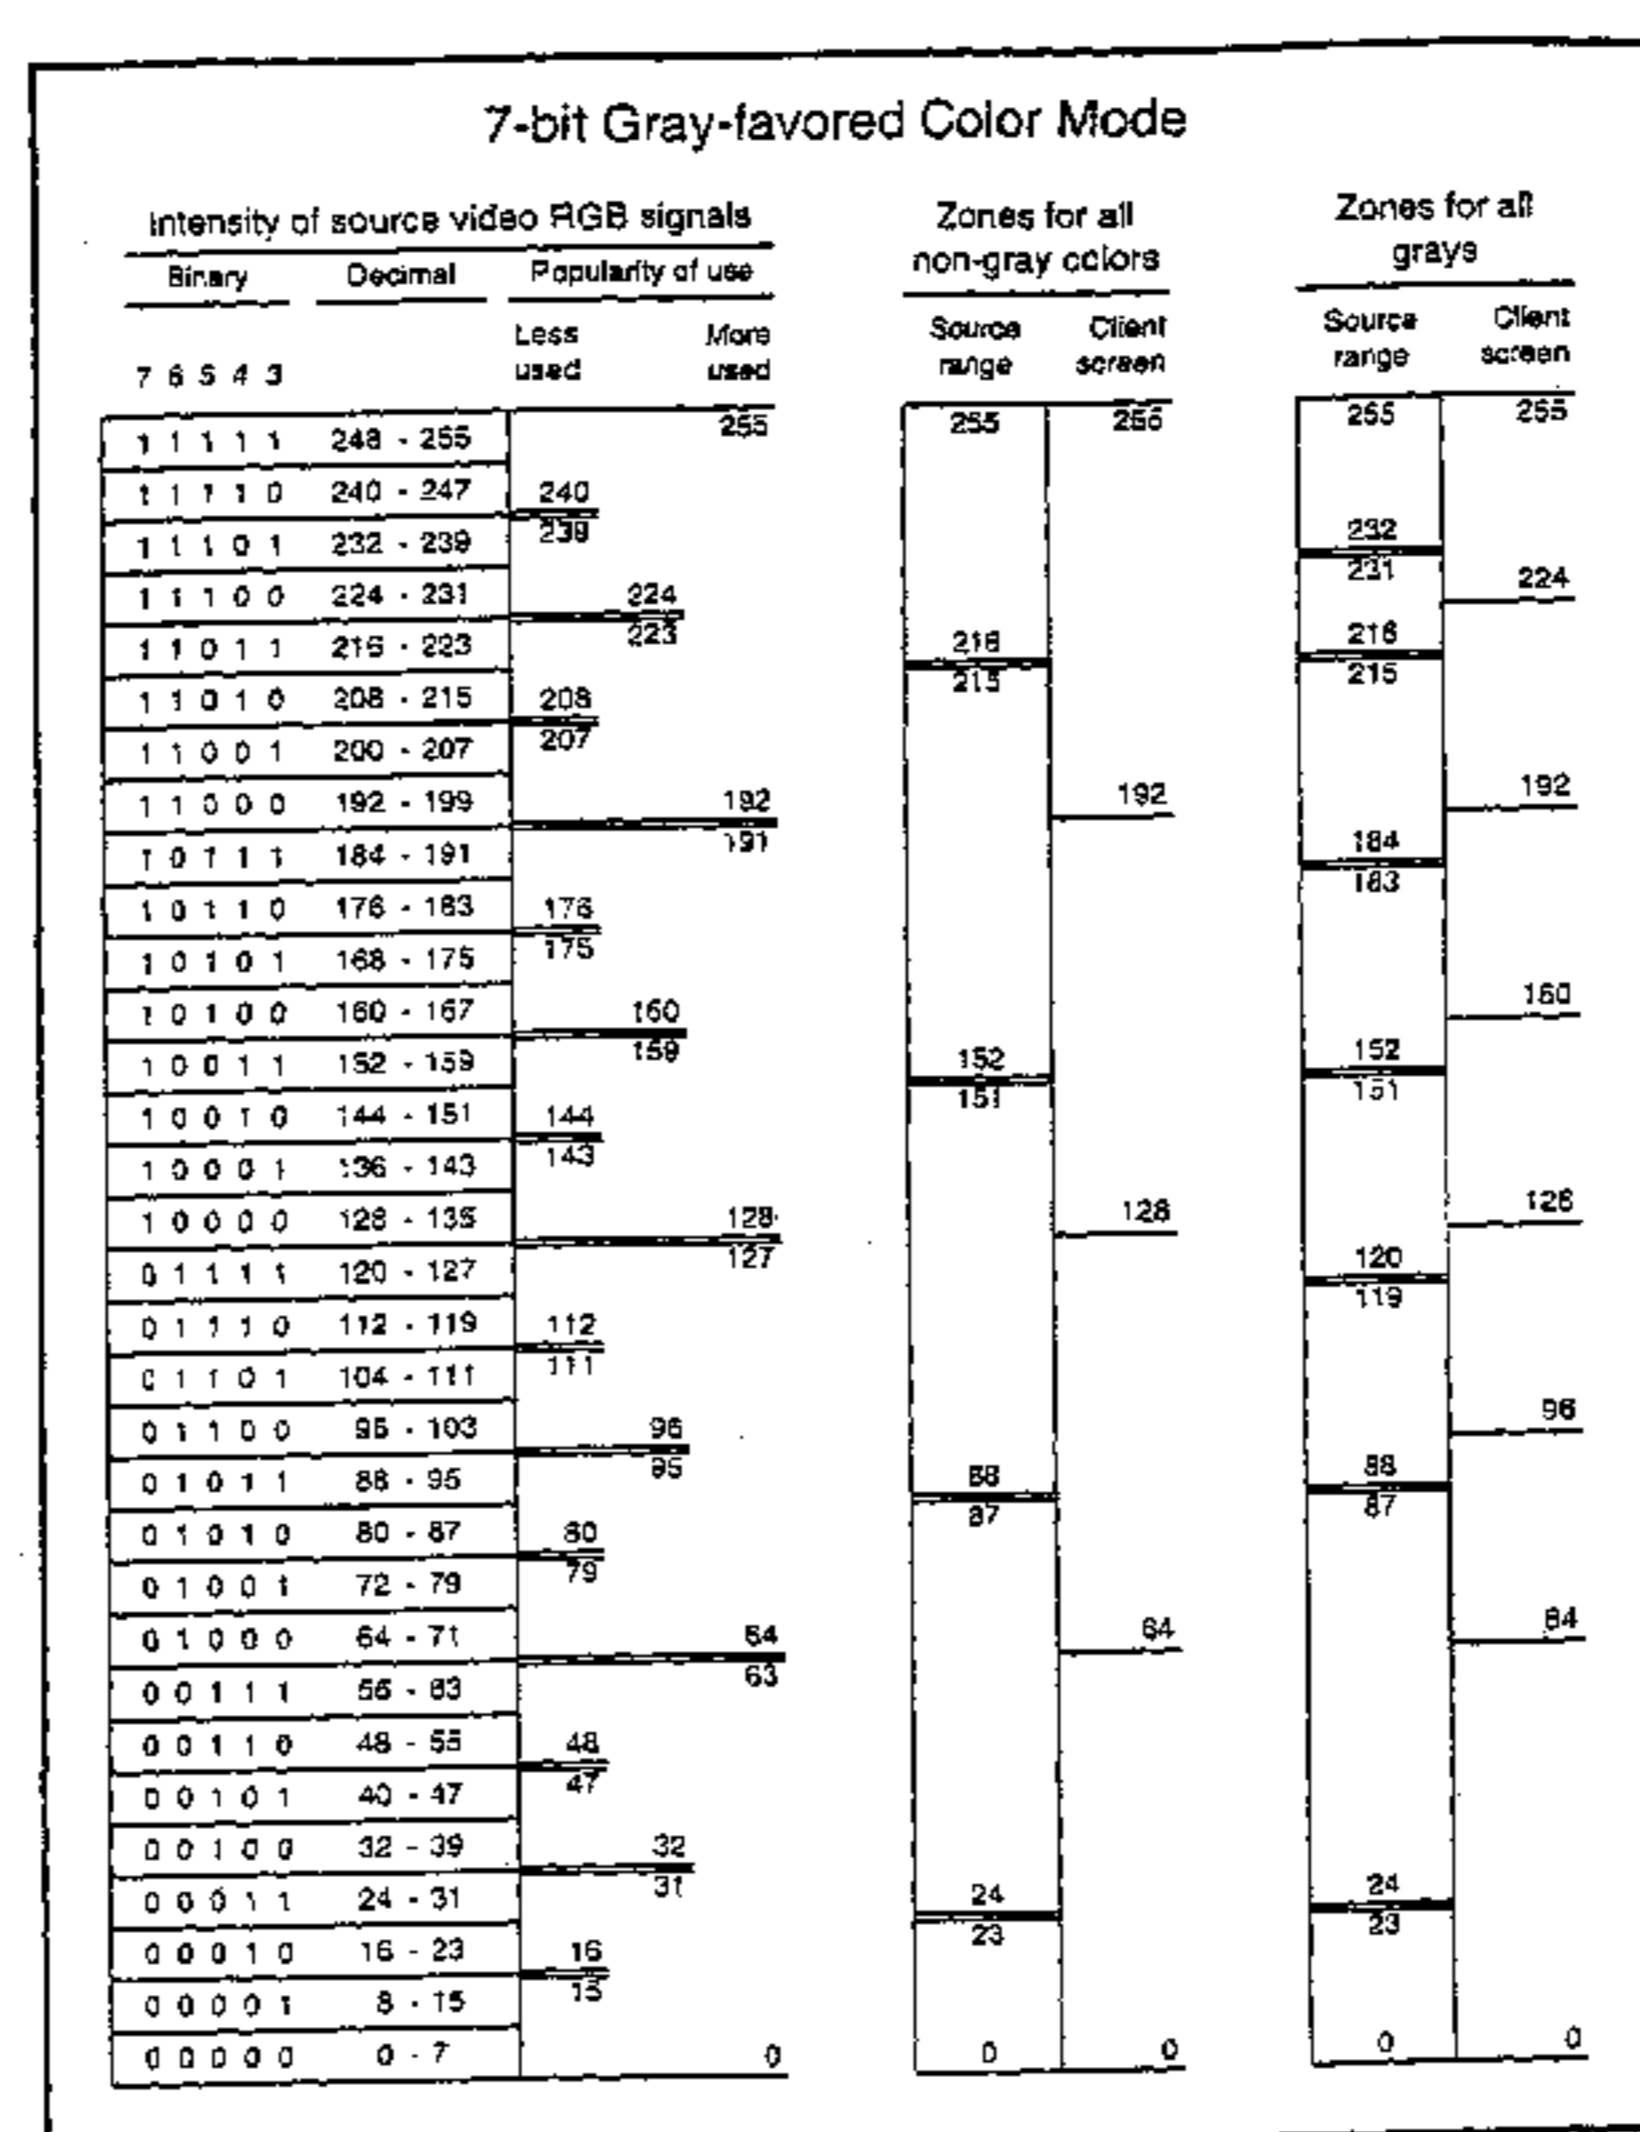 7-bit Gray-favored Color Mode
Intensity of source video RGB signals
Zones for all non-gray colors
Zones for all grays
Binary Decimal Popularity of use
Less used More used
Source range Client screen
Source range Client screen
7 6 5 4 3
255 255 255 255 255
1 1 1 1 1 248 - 255
1 1 1 1 0 240 - 247 240
239 232
1 1 1 0 1 232 - 239
231 224
1 1 1 0 0 224 - 231 224
223 216 216
1 1 0 1 1 216 - 223
215 215
1 1 0 1 0 208 - 215 208
207
1 1 0 0 1 200 - 207
1 1 0 0 0 192 - 199 192 192 192
191 184
1 0 1 1 1 184 - 191
183
1 0 1 1 0 176 - 183 176
175
1 0 1 0 1 168 - 175
1 0 1 0 0 160 - 167 160 160
159 152 152
1 0 0 1 1 152 - 159
151 151
1 0 0 1 0 144 - 151 144
143
1 0 0 0 1 136 - 143
1 0 0 0 0 128 - 135 128 128 128
127 120
0 1 1 1 1 120 - 127
119
0 1 1 1 0 112 - 119 112
111
0 1 1 0 1 104 - 111
0 1 1 0 0 96 - 103 96 96
95 88 88
0 1 0 1 1 88 - 95
87 87
0 1 0 1 0 80 - 87 80
79
0 1 0 0 1 72 - 79
0 1 0 0 0 64 - 71 64 64 64
63
0 0 1 1 1 56 - 63
0 0 1 1 0 48 - 55 48
47
0 0 1 0 1 40 - 47
0 0 1 0 0 32 - 39 32
31 24 24
0 0 0 1 1 24 - 31
23 23
0 0 0 1 0 16 - 23 16
15
0 0 0 0 1 8 - 15
0 0 0 0 0 0 - 7 0 0 0 0 0